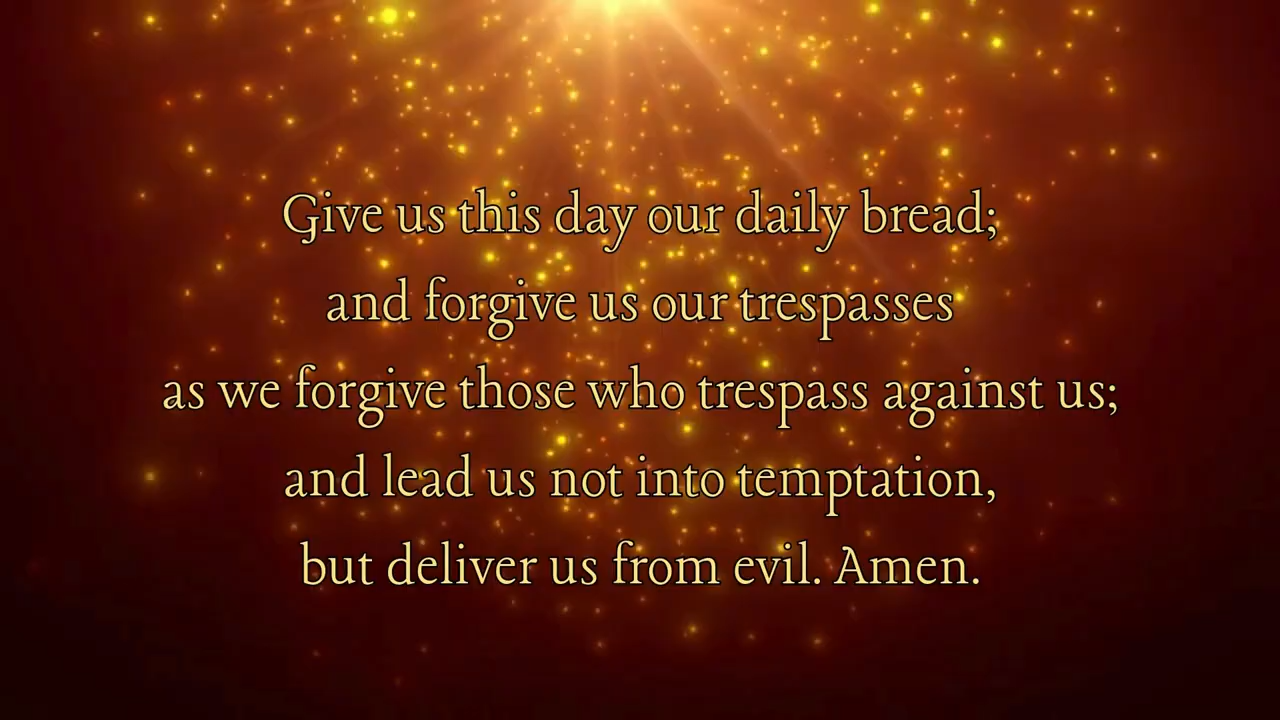 Give us this day our daily bread;
and forgive us our trespasses
as we forgive those who trespass against us;
and lead us not into temptation,
but deliver us from evil. Amen.